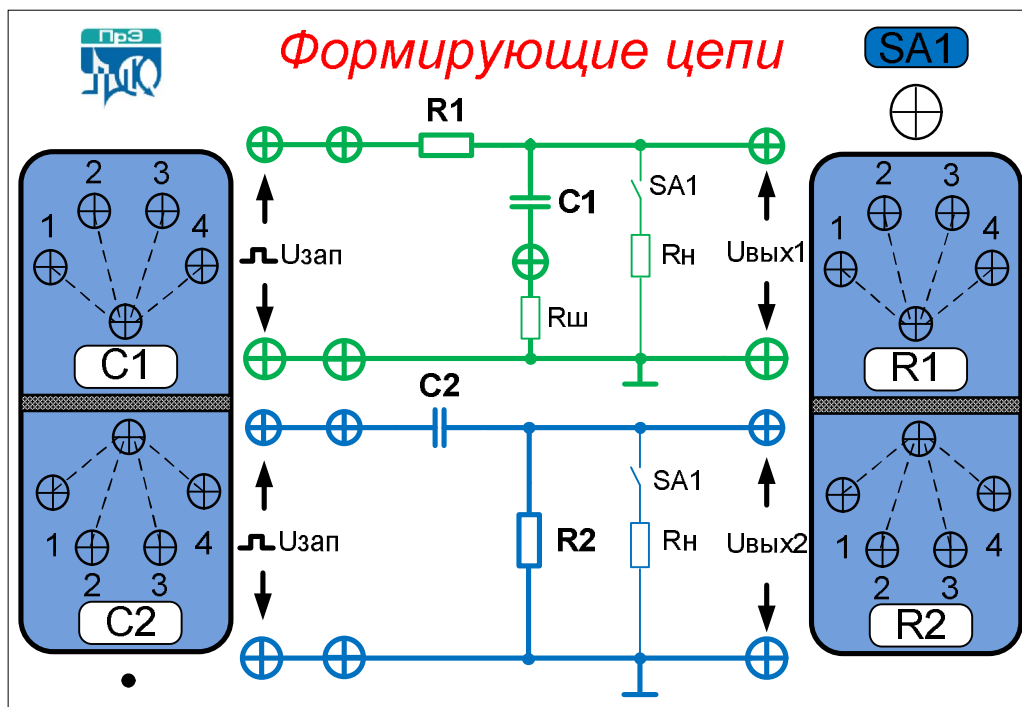 ПрЭ
Формирующие цепи
SA1
2 3
1 4
C1
1 4
2 3
C2
R1
C1
SA1
Rн
Rш
Uзап
Uвых1
C2
SA1
R2
Rн
Uзап
Uвых2
2 3
1 4
R1
1 4
2 3
R2